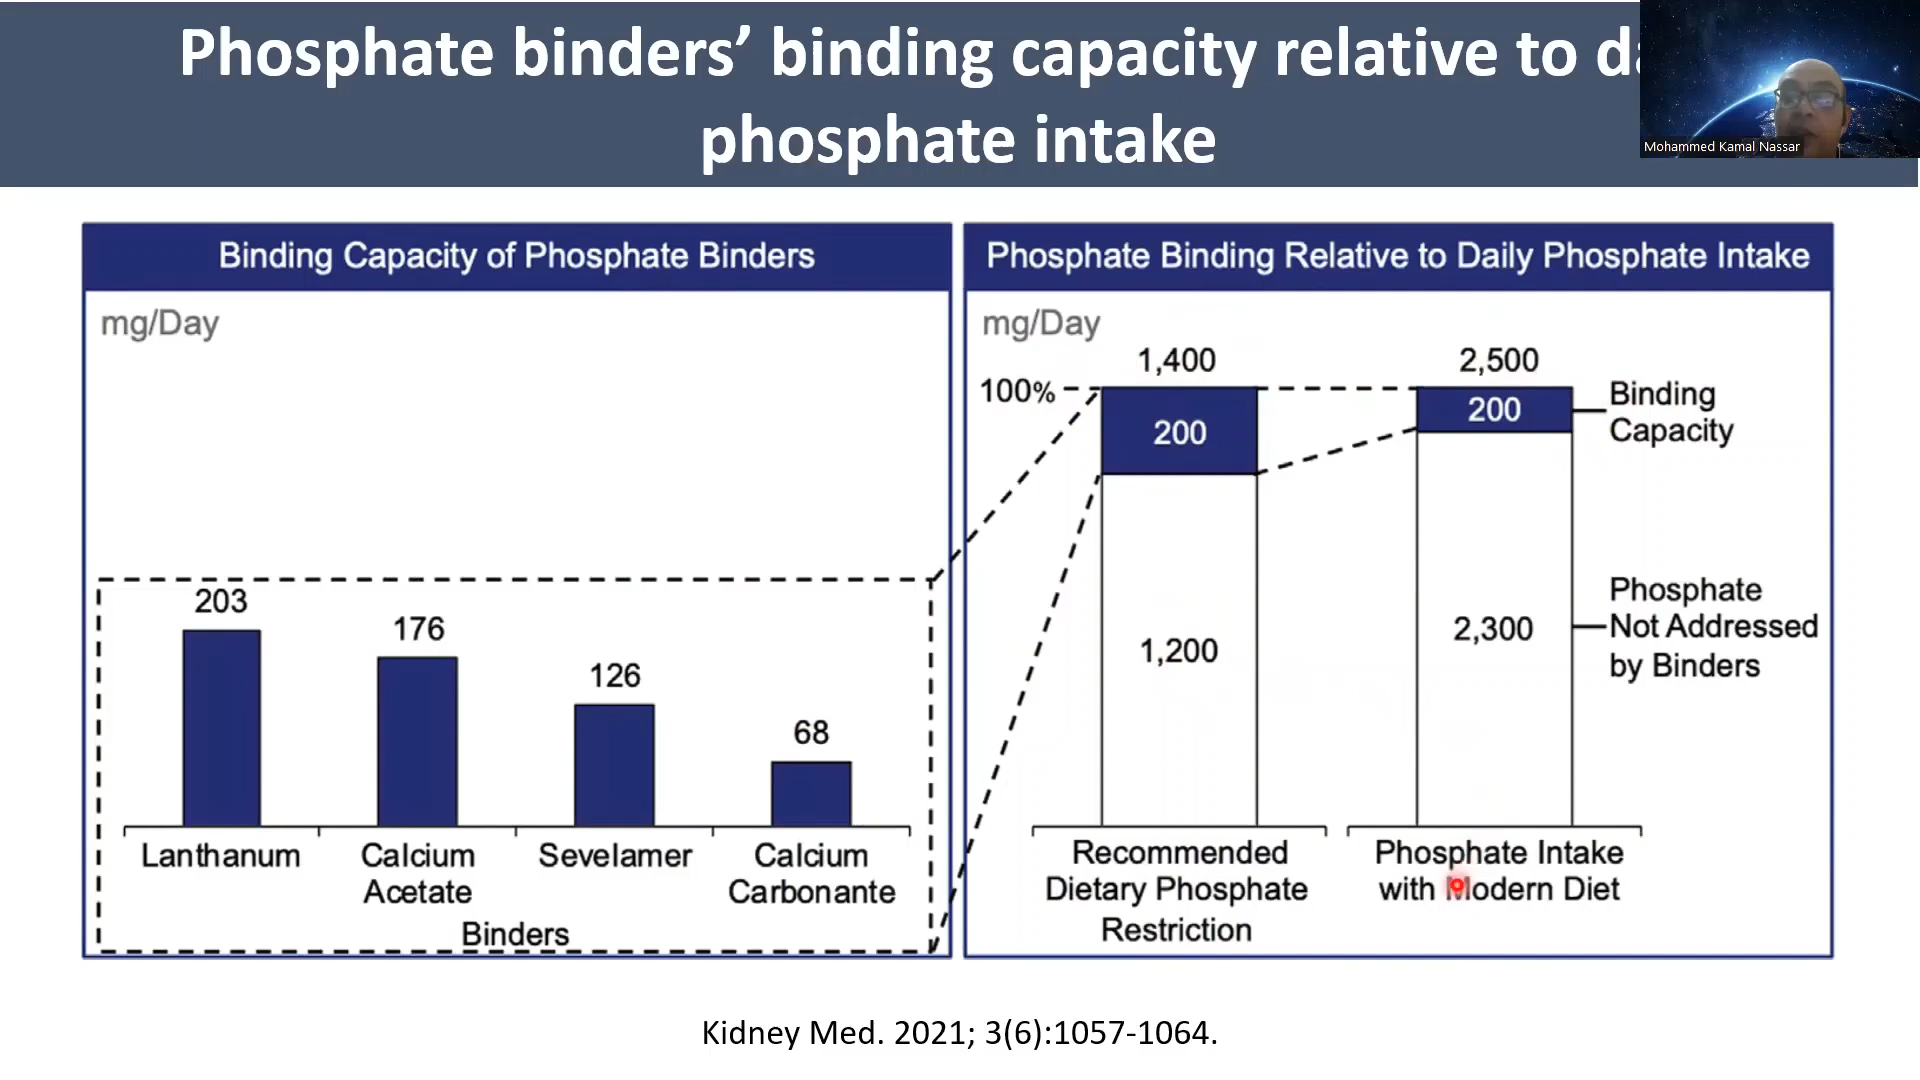 Phosphate binders’ binding capacity relative to
phosphate intake
Mohammed Kamal Nassar
Binding Capacity of Phosphate Binders
mg/Day
203
176
126
68
Lanthanum
Calcium
Acetate
Sevelamer
Calcium
Carbonante
Binders
Phosphate Binding Relative to Daily Phosphate Intake
mg/Day
100%
1,400
2,500
200
200
Binding
Capacity
1,200
2,300
Phosphate
Not Addressed
by Binders
Recommended
Dietary Phosphate
Restriction
Phosphate Intake
with Modern Diet
Kidney Med. 2021; 3(6):1057-1064.